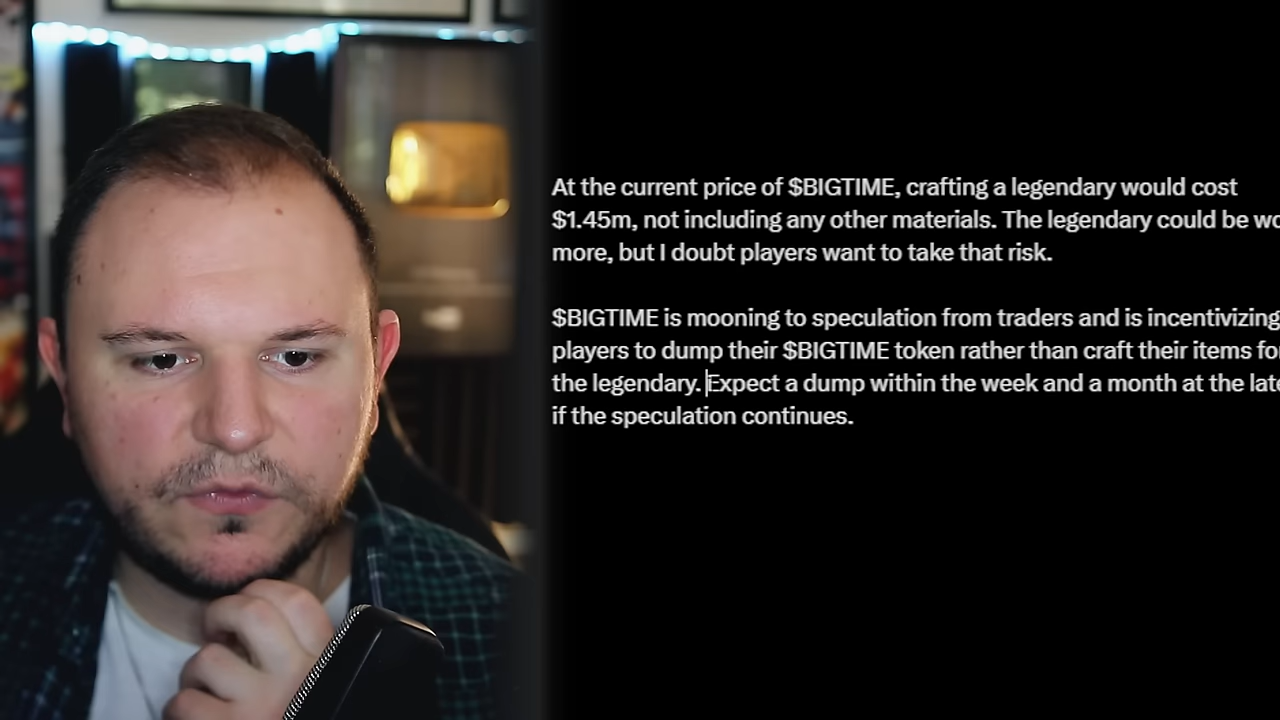 At the current price of $BIGTIME, crafting a legendary would cost
$1.45m, not including any other materials. The legendary could be
more, but I doubt players want to take that risk.
$BIGTIME is mooning to speculation from traders and is incentivizing
players to dump their $BIGTIME token rather than craft their items
the legendary. Expect a dump within the week and a month at the
if the speculation continues.